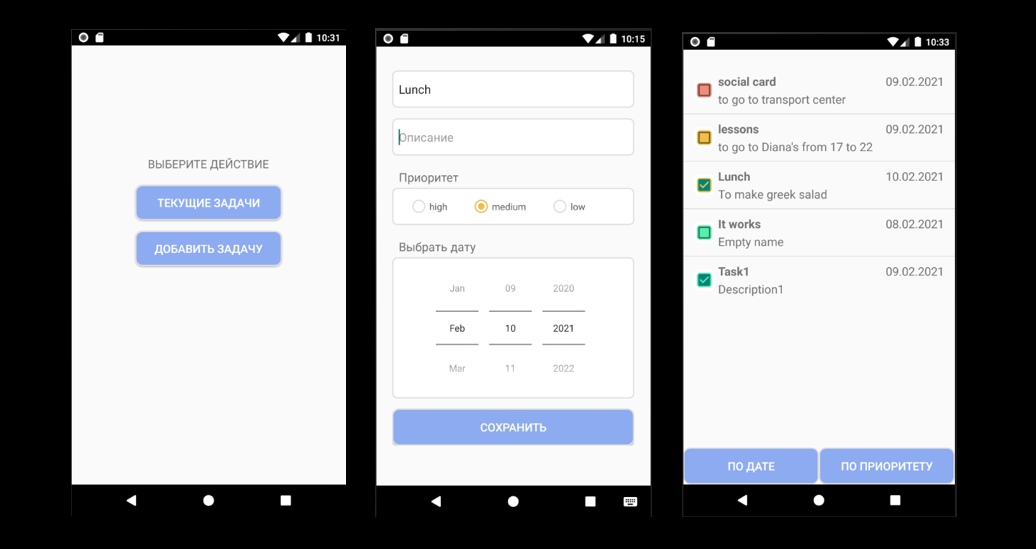 10:31
ВЫБЕРИТЕ ДЕЙСТВИЕ
ТЕКУЩИЕ ЗАДАЧИ
ДОБАВИТЬ ЗАДАЧУ
10:15
Lunch
Описание
Приоритет
high medium low
Выбрать дату
Jan 09 2020
Feb 10 2021
Mar 11 2022
СОХРАНИТЬ
10:33
social card 09.02.2021
to go to transport center
lessons 09.02.2021
to go to Diana's from 17 to 22
Lunch 10.02.2021
To make greek salad
It works 08.02.2021
Empty name
Task1 09.02.2021
Description1
ПО ДАТЕ ПО ПРИОРИТЕТУ